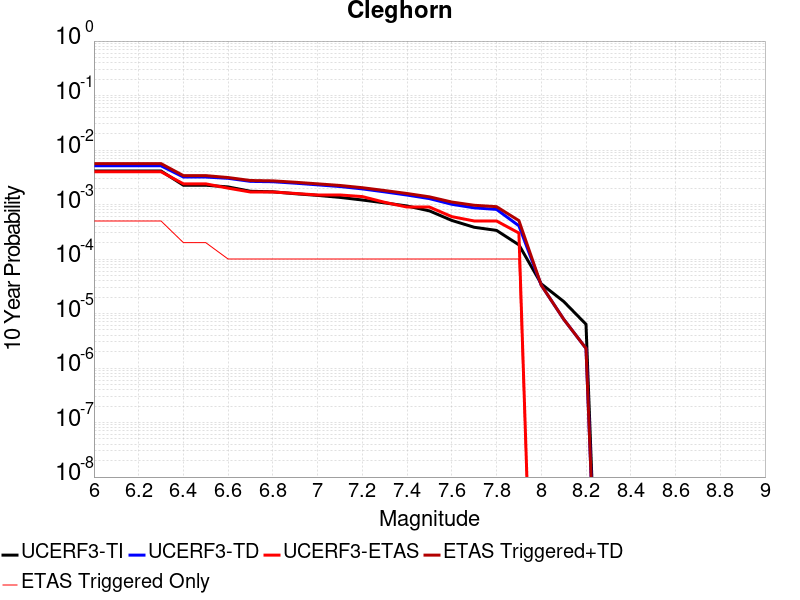 Cleghorn
10 Year Probability
10^0
10^-1
10^-2
10^-3
10^-4
10^-5
10^-6
10^-7
10^-8
6 6.2 6.4 6.6 6.8 7 7.2 7.4 7.6 7.8 8 8.2 8.4 8.6 8.8 9
Magnitude
UCERF3-TI UCERF3-TD UCERF3-ETAS ETAS Triggered+TD
ETAS Triggered Only